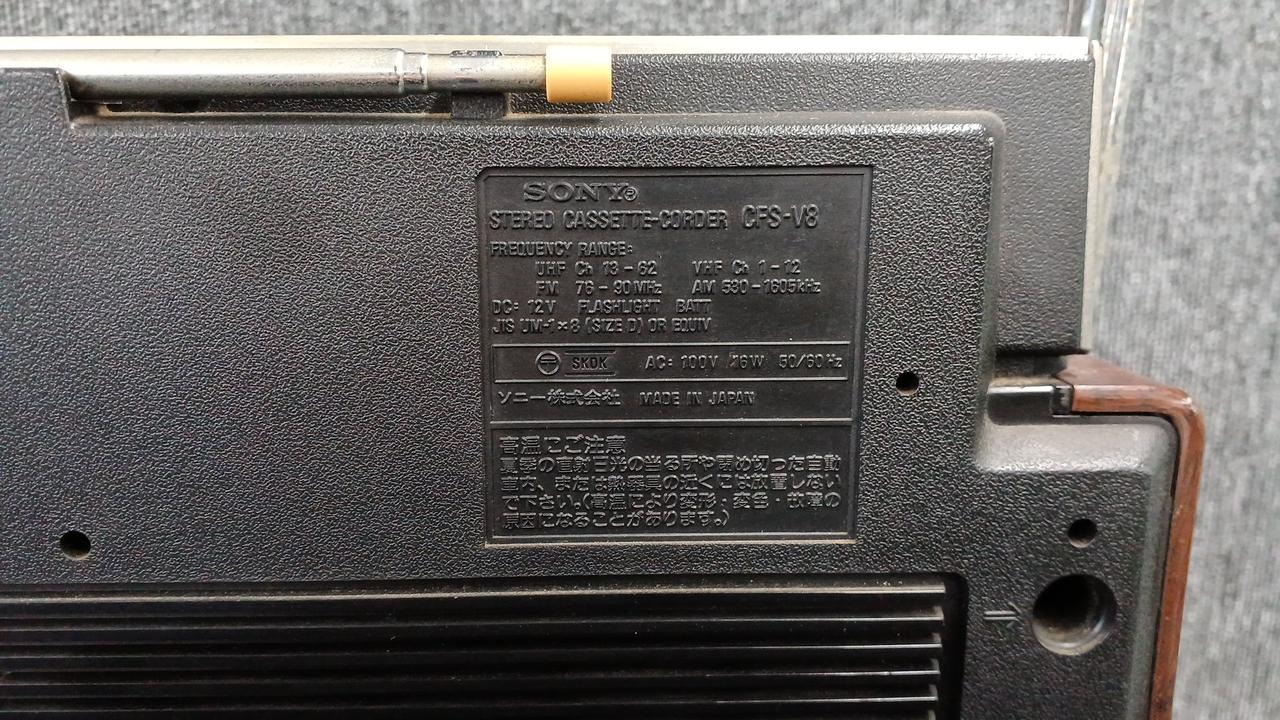 SONY®
STEREO CASSETTE-CORDER CFS-V8
FREQUENCY RANGE:
UHF Ch 13-62 VHF Ch 1-12
FM 76-90MHz AM 530-1605kHz
DC: 12V FLASHLIGHT BATT
JIS UM-1×8 (SIZE D) OR EQUIV
〒 SKDK AC: 100V 16W 50/60Hz
ソニー株式会社 MADE IN JAPAN
高温にご注意
夏季の直射日光の当る所や閉め切った自動
車内、または熱器具の近くには放置しない
で下さい。(高温により変形・変色・故障の
原因になることがあります。)